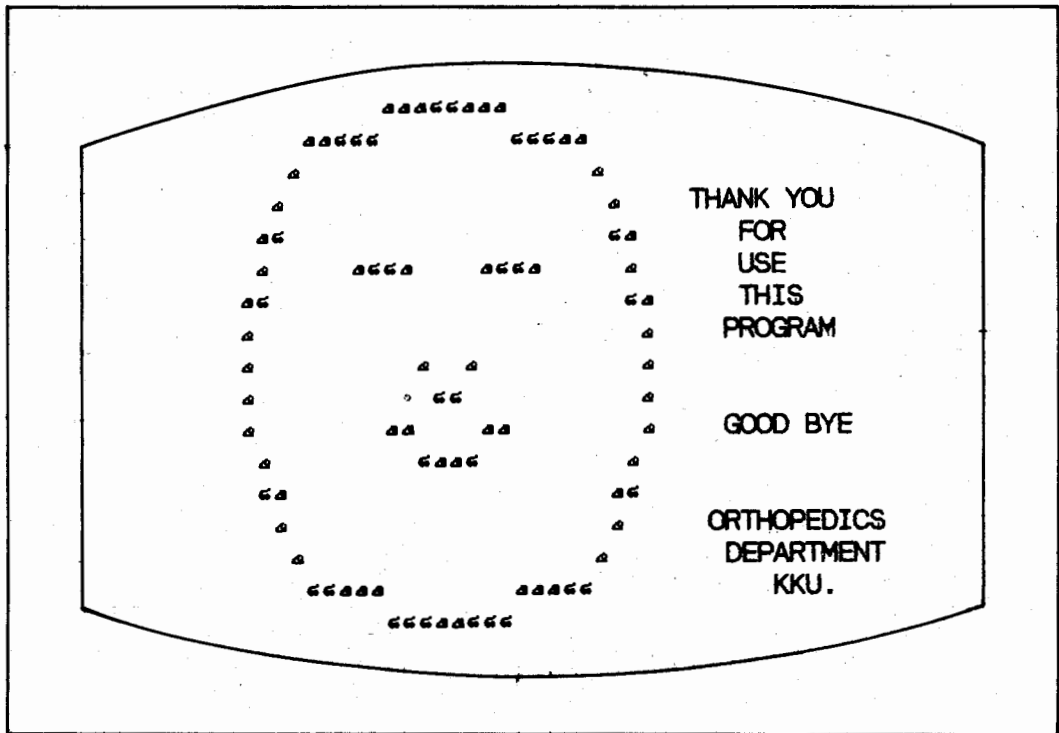 THANK YOU
FOR
USE
THIS
PROGRAM
GOOD BYE
ORTHOPEDICS
DEPARTMENT
KKU.